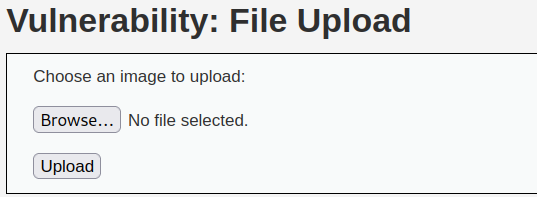 Vulnerability: File Upload
Choose an image to upload:
Browse... No file selected.
Upload